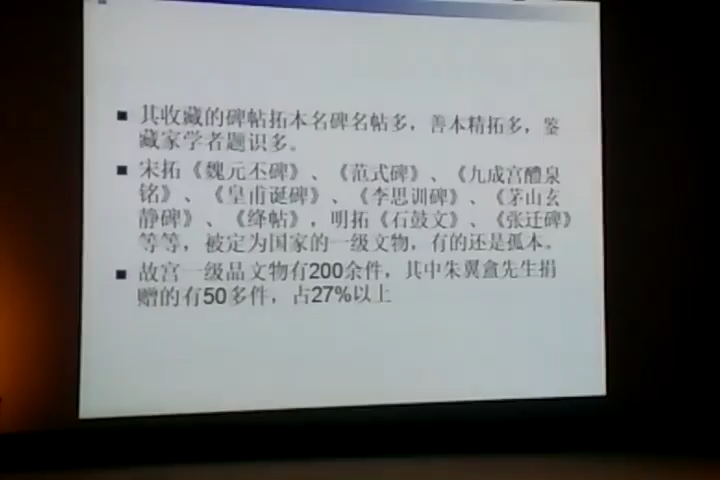 其收藏的碑帖拓本名碑名帖多，善本精拓多，鉴
藏家学者题识多。
宋拓《魏元丕碑》、《范式碑》、《九成宫醴泉
铭》、《皇甫诞碑》、《李思训碑》、《茅山玄
静碑》、《绛帖》，明拓《石鼓文》、《张迁碑》
等等，被定为国家的一级文物，有的还是孤本。
故宫一级品文物有200余件，其中朱翼盦先生捐
赠的有50多件，占27%以上